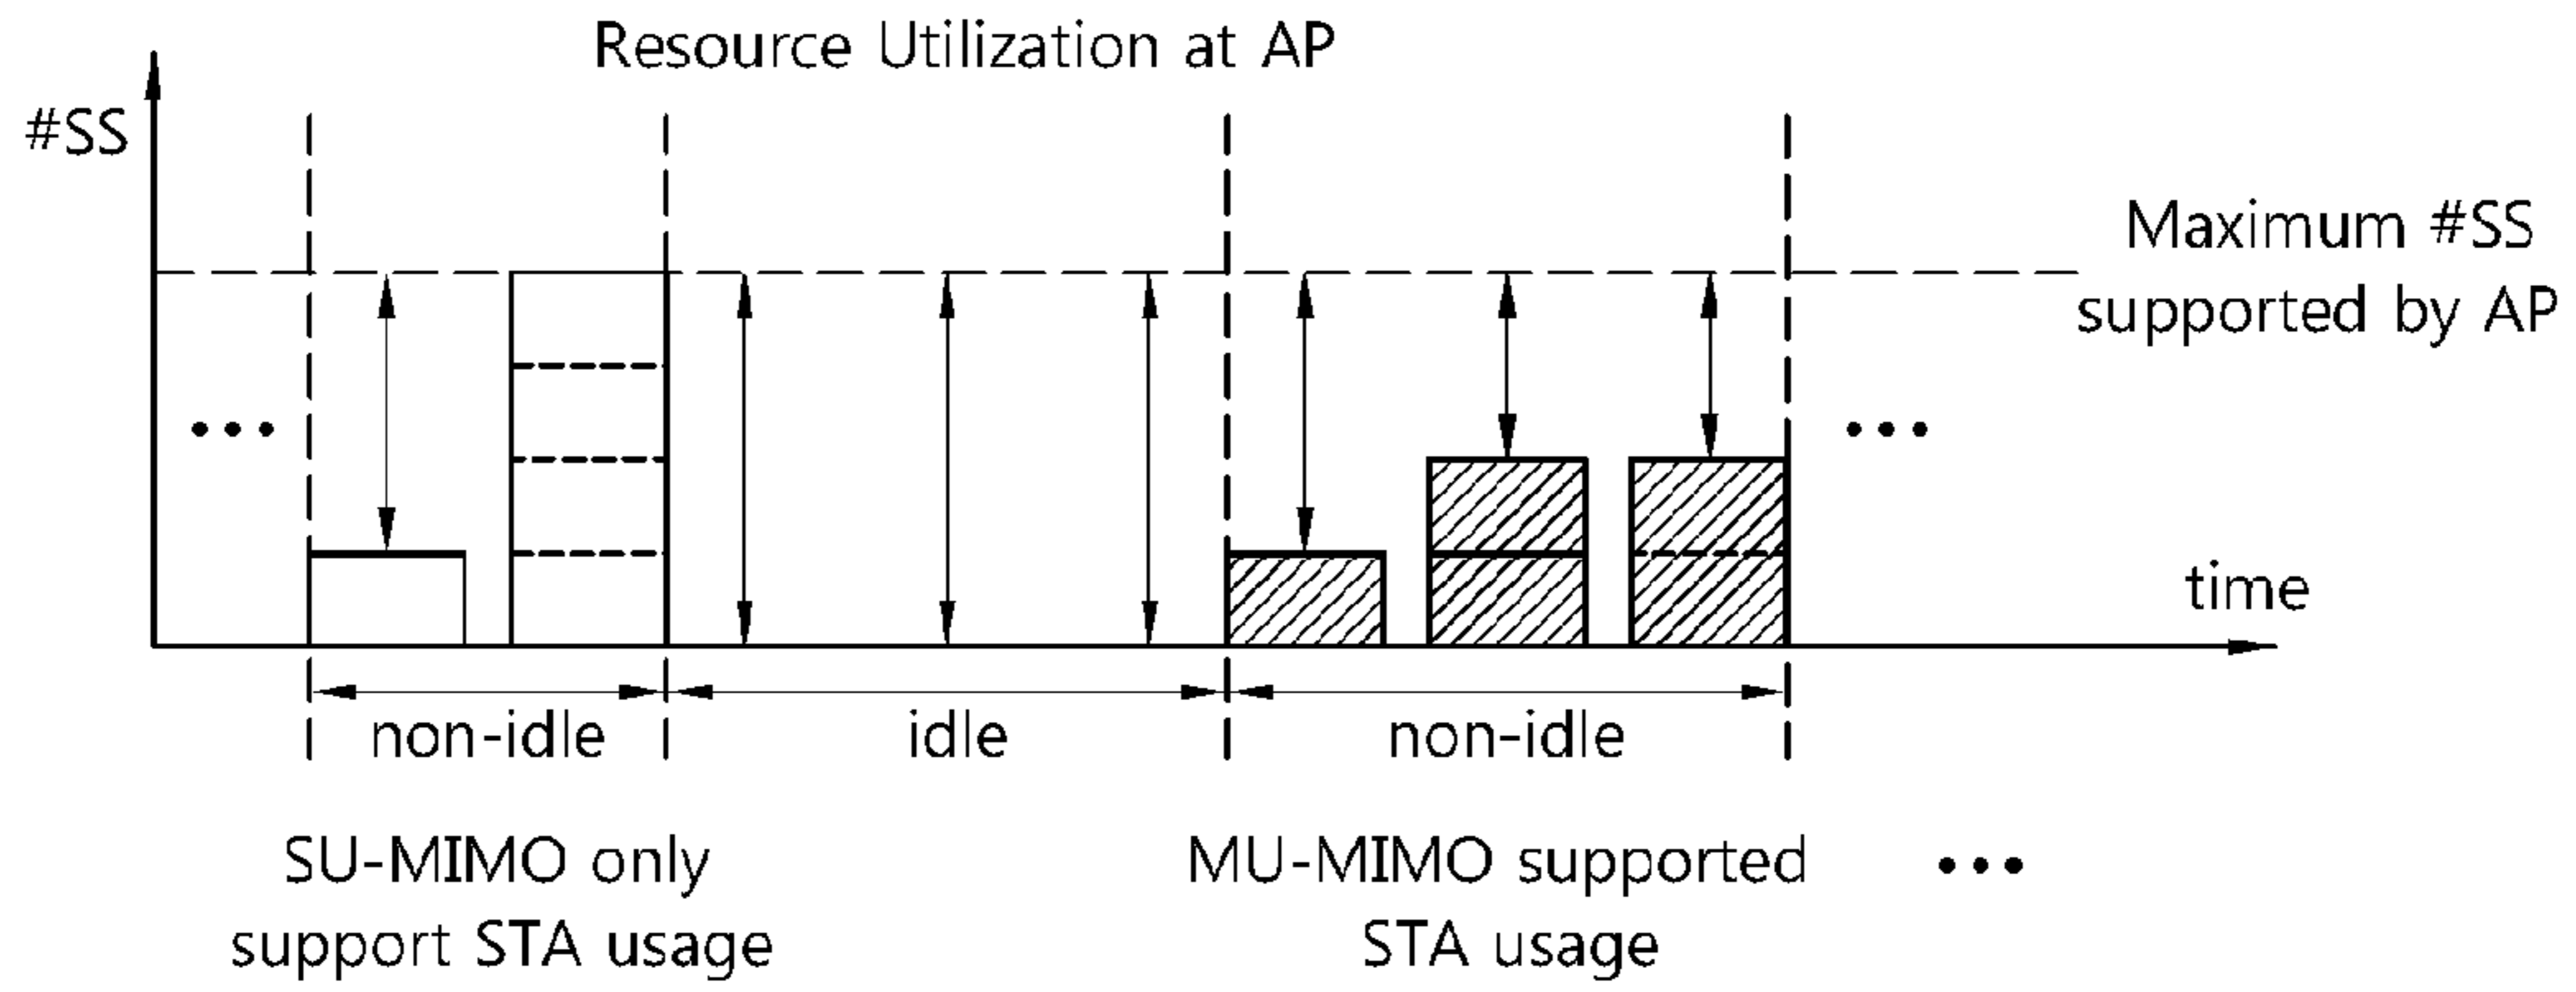 Resource Utilization at AP
#SS
Maximum #SS
supported by AP
•••
•••
time
non-idle
idle
non-idle
SU-MIMO only
support STA usage
MU-MIMO supported
STA usage
•••